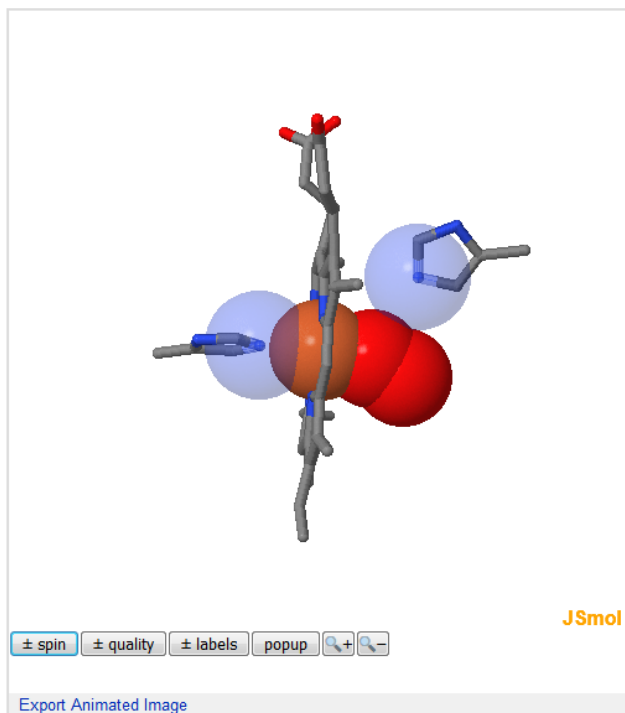 JSmol
± spin ± quality ± labels popup 🔍+ 🔍−
Export Animated Image